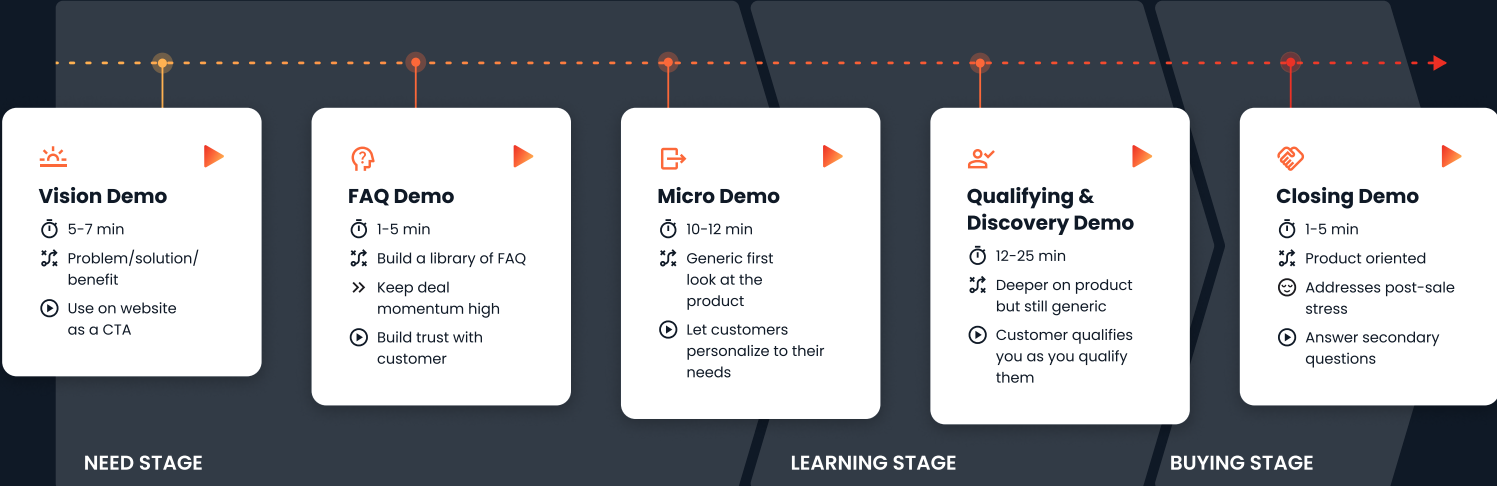 Vision Demo
5-7 min
Problem/solution/
benefit
Use on website
as a CTA
FAQ Demo
1-5 min
Build a library of FAQ
Keep deal
momentum high
Build trust with
customer
Micro Demo
10-12 min
Generic first
look at the
product
Let customers
personalize to their
needs
Qualifying &
Discovery Demo
12-25 min
Deeper on product
but still generic
Customer qualifies
you as you qualify
them
Closing Demo
1-5 min
Product oriented
Addresses post-sale
stress
Answer secondary
questions
NEED STAGE
LEARNING STAGE
BUYING STAGE